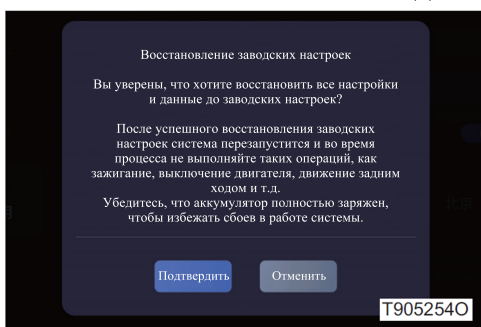 Восстановление заводских настроек
Вы уверены, что хотите восстановить все настройки
и данные до заводских настроек?
После успешного восстановления заводских
настроек система перезапустится и во время
процесса не выполняйте таких операций, как
зажигание, выключение двигателя, движение задним
ходом и т.д.
Убедитесь, что аккумулятор полностью заряжен,
чтобы избежать сбоев в работе системы.
Подтвердить
Отменить
T905254O